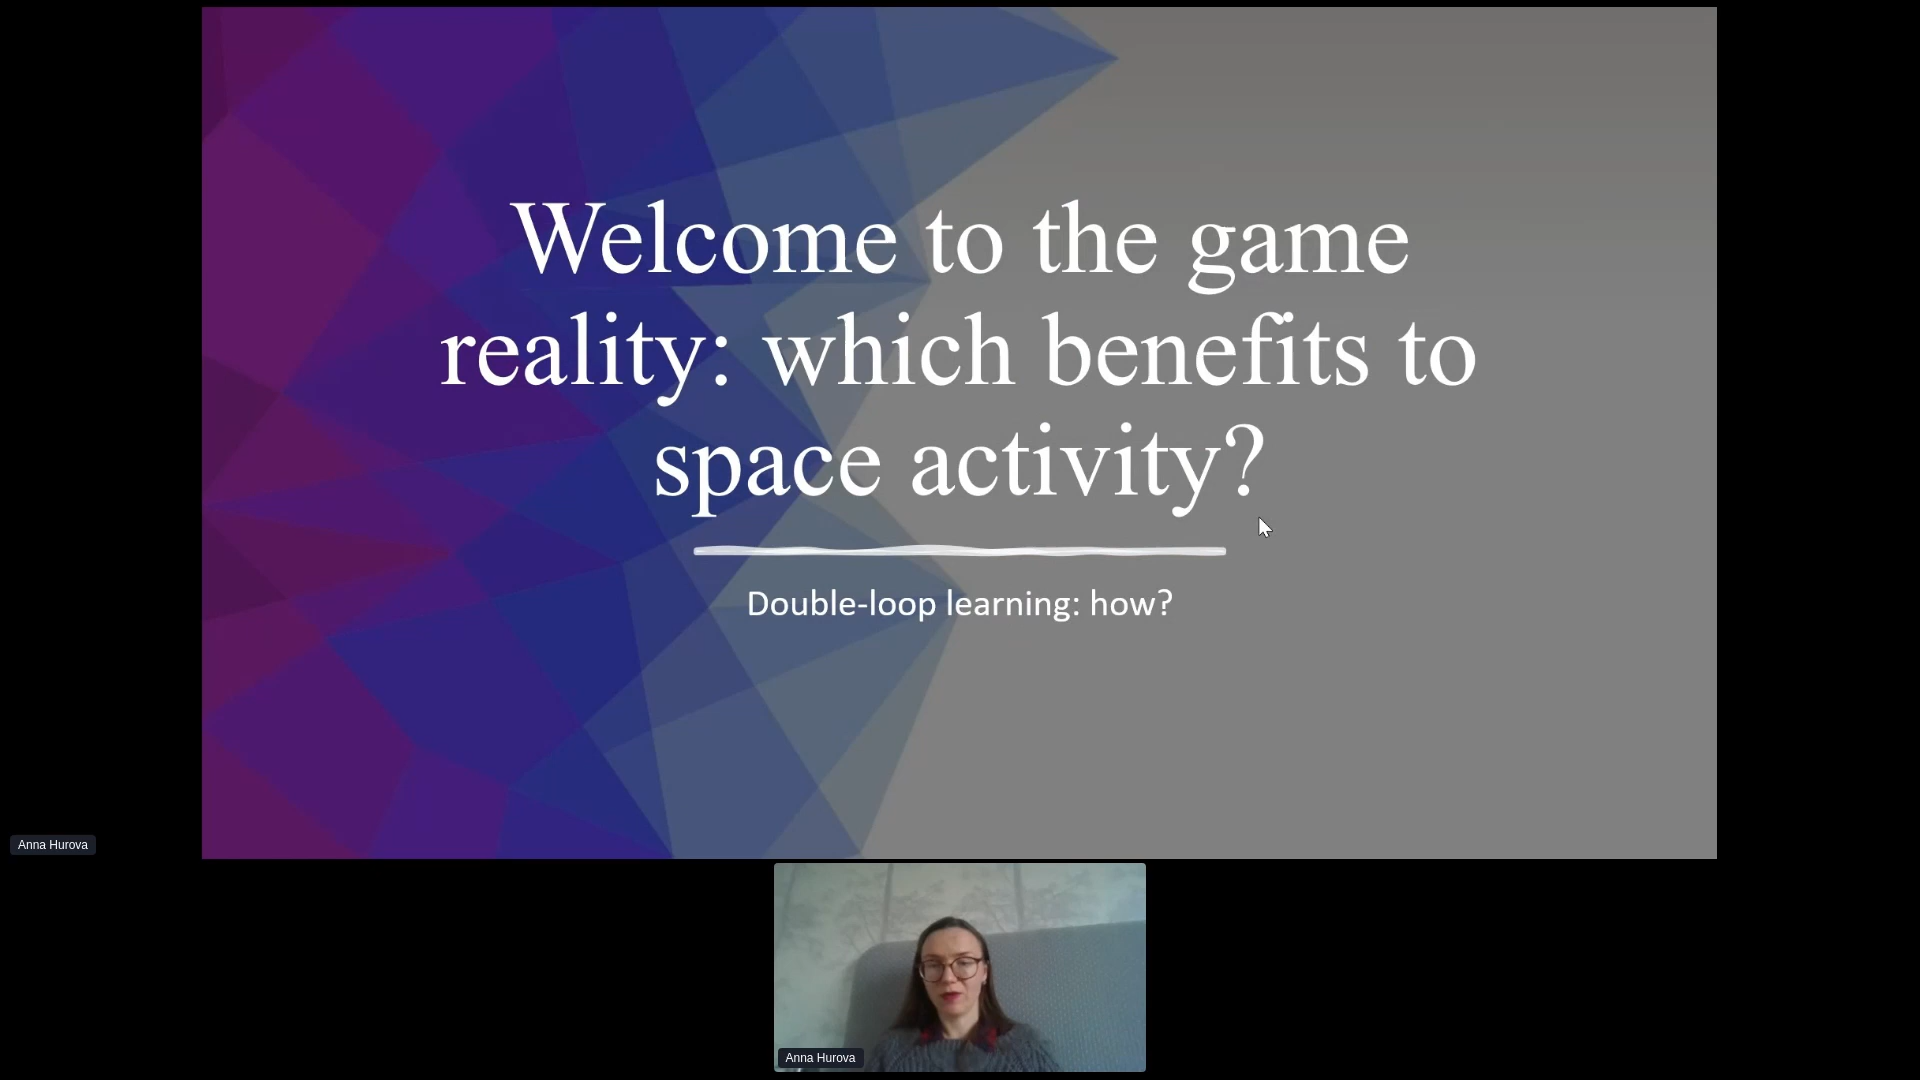 Welcome to the game
reality: which benefits to
space activity?
Double-loop learning: how?
Anna Hurova
Anna Hurova